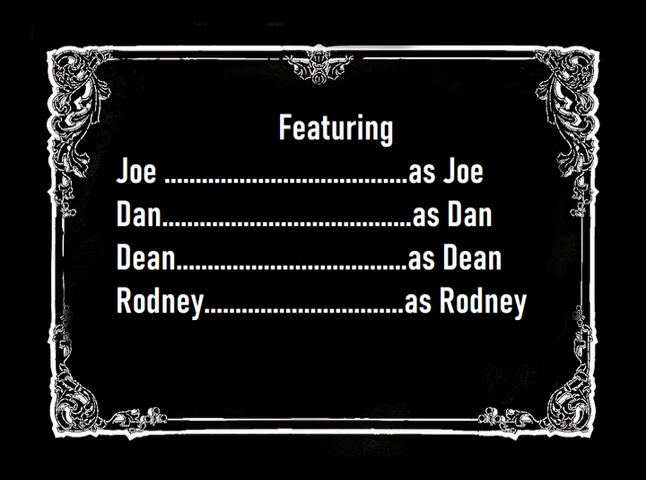 Featuring
Joe .......................................as Joe
Dan........................................as Dan
Dean.....................................as Dean
Rodney................................as Rodney